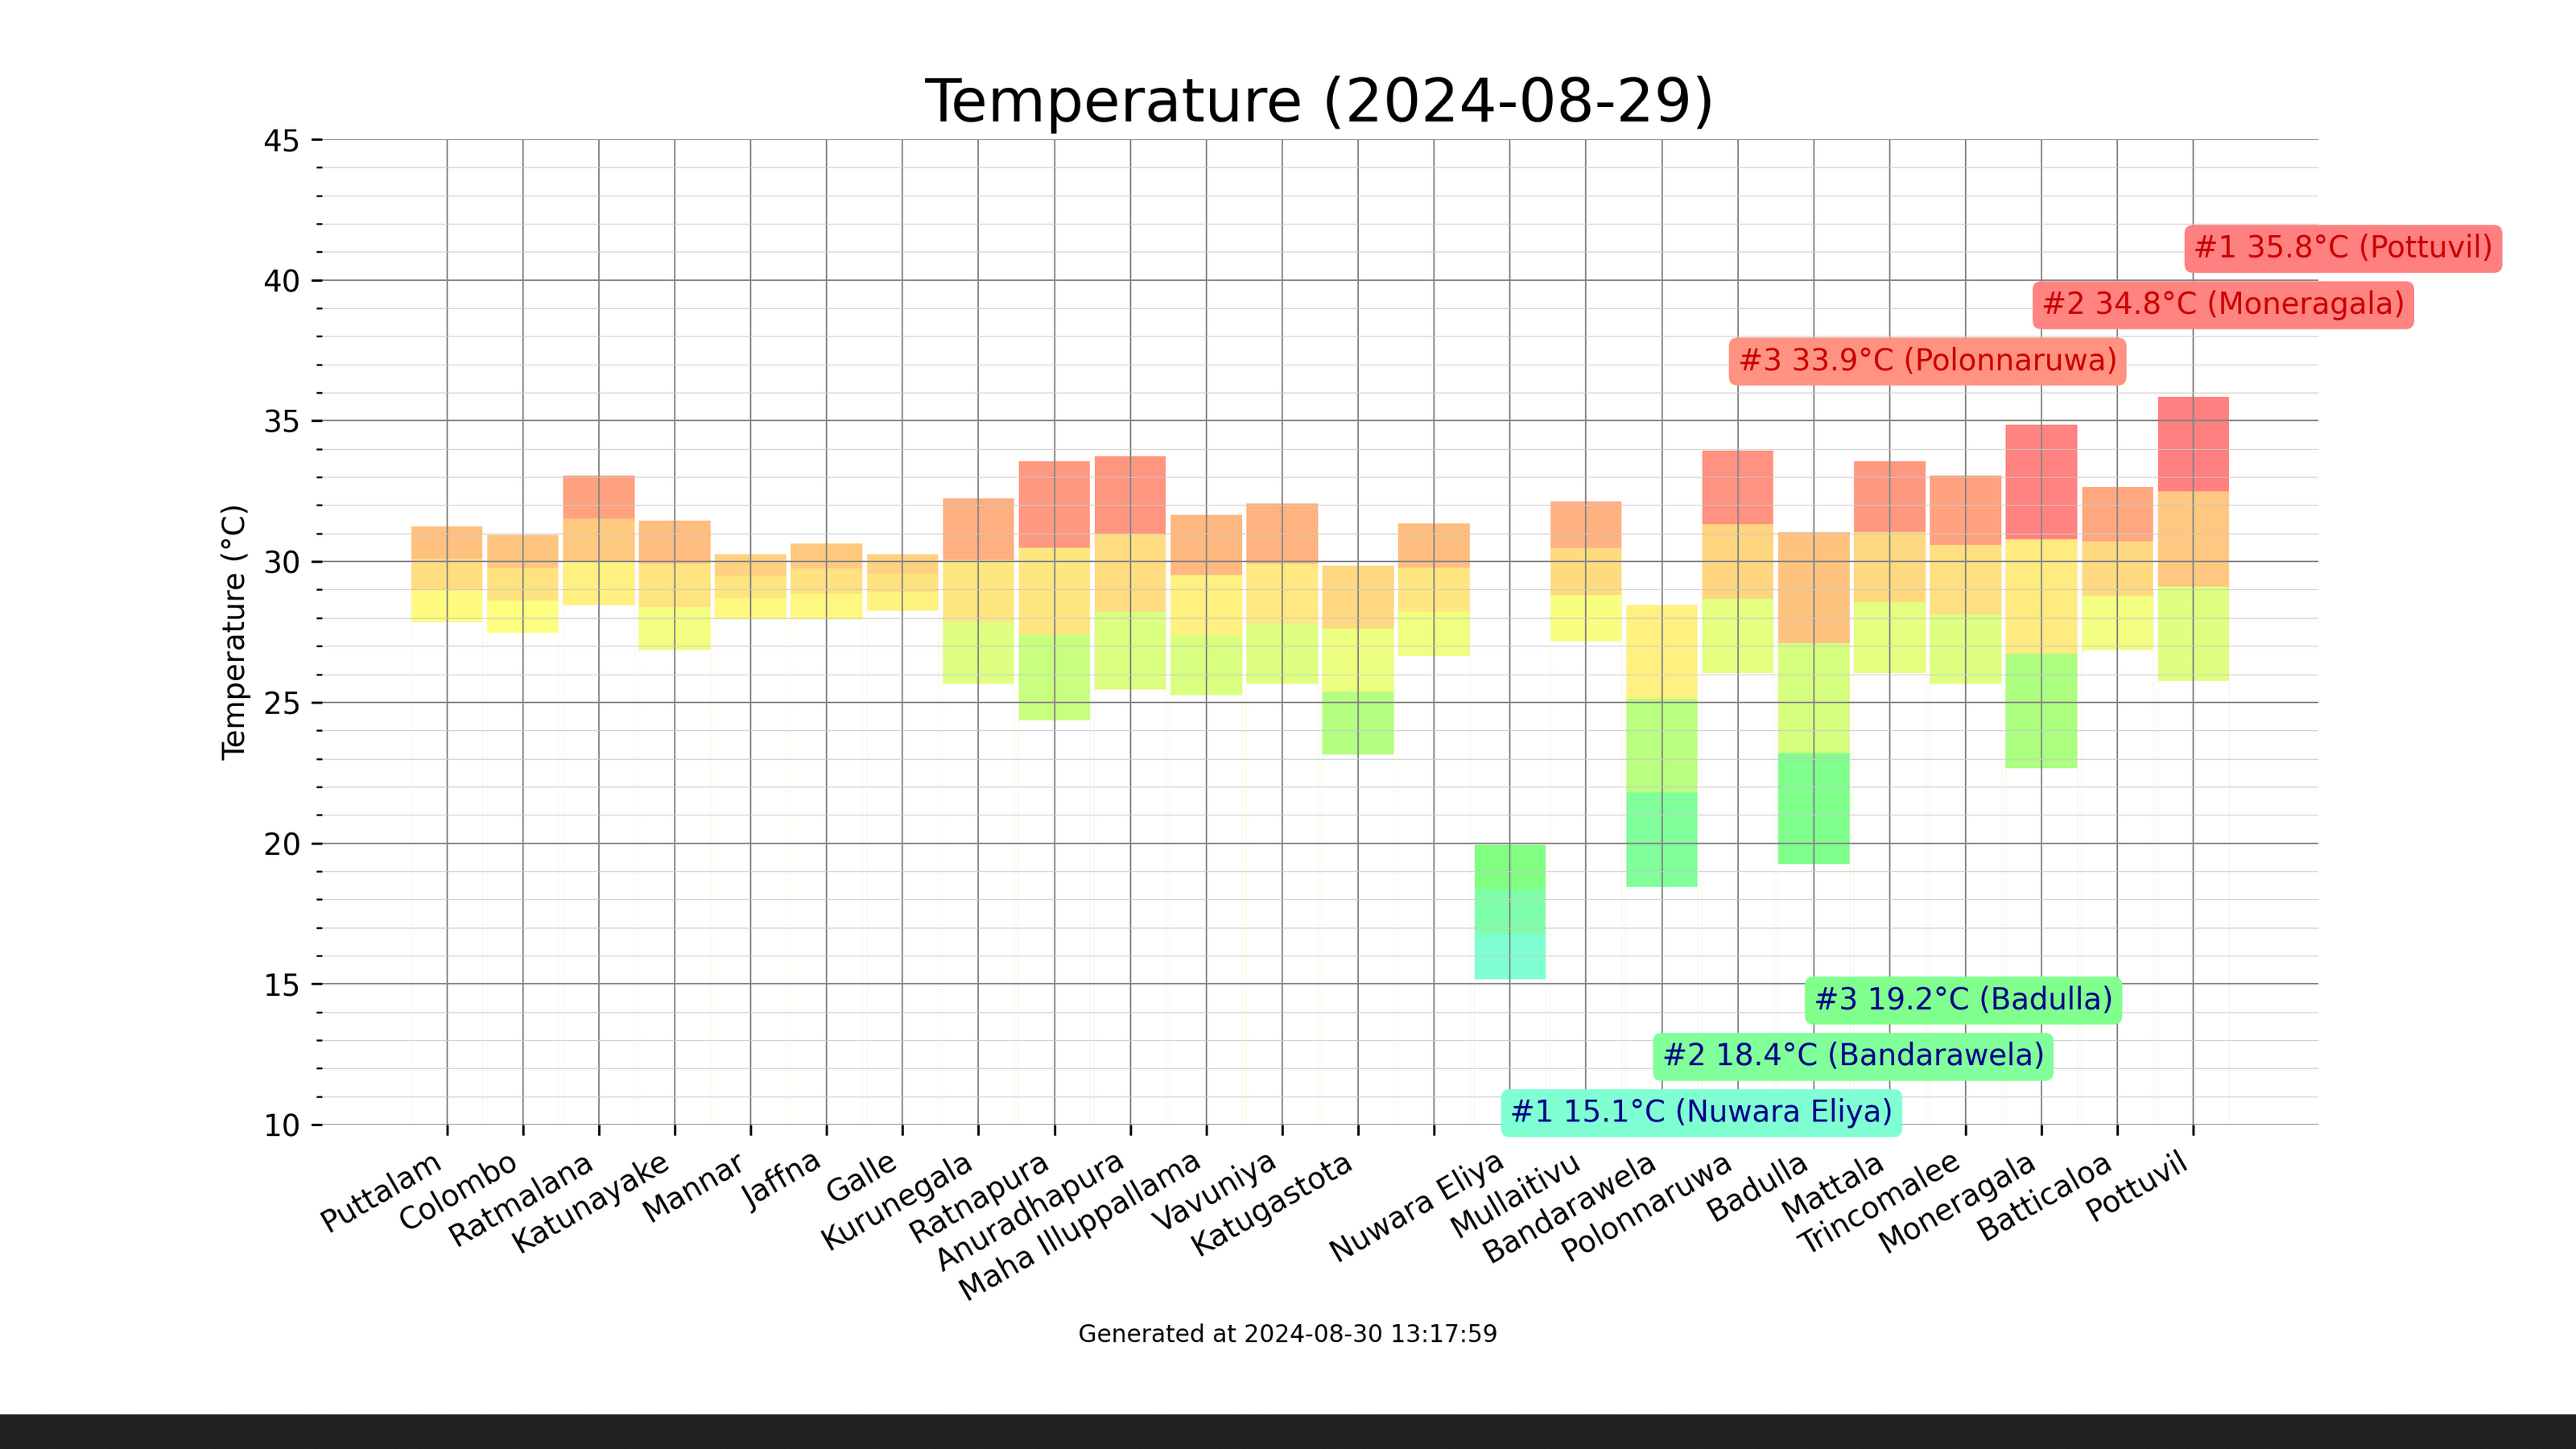 Temperature (2024-08-29)
45
40
35
30
25
20
15
10
Temperature (°C)
#1 35.8°C (Pottuvil)
#2 34.8°C (Moneragala)
#3 33.9°C (Polonnaruwa)
#3 19.2°C (Badulla)
#2 18.4°C (Bandarawela)
#1 15.1°C (Nuwara Eliya)
Puttalam
Colombo
Ratmalana
Katunayake
Mannar
Jaffna
Galle
Kurunegala
Ratnapura
Anuradhapura
Maha Illuppallama
Vavuniya
Katugastota
Nuwara Eliya
Mullaitivu
Bandarawela
Polonnaruwa
Badulla
Mattala
Trincomalee
Moneragala
Batticaloa
Pottuvil
Generated at 2024-08-30 13:17:59